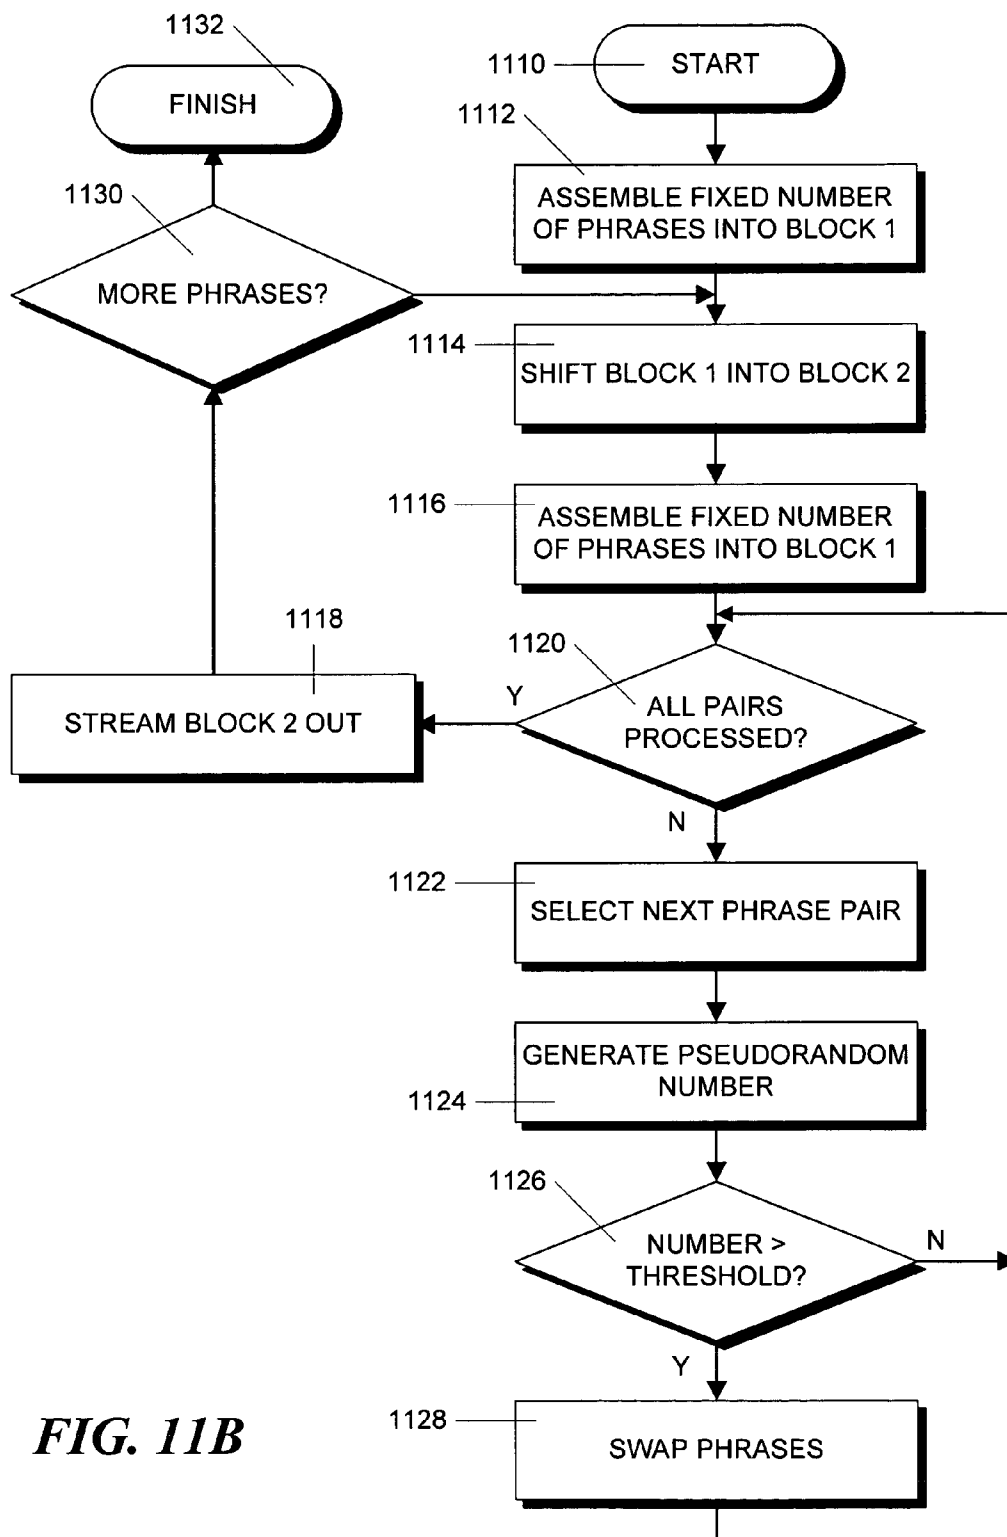 1132
FINISH
1110
START
1112
ASSEMBLE FIXED NUMBER
OF PHRASES INTO BLOCK 1
1130
MORE PHRASES?
1114
SHIFT BLOCK 1 INTO BLOCK 2
1116
ASSEMBLE FIXED NUMBER
OF PHRASES INTO BLOCK 1
1118
STREAM BLOCK 2 OUT
1120
Y
ALL PAIRS
PROCESSED?
N
1122
SELECT NEXT PHRASE PAIR
GENERATE PSEUDORANDOM
NUMBER
1124
1126
NUMBER >
THRESHOLD?
N
Y
1128
SWAP PHRASES
FIG. 11B